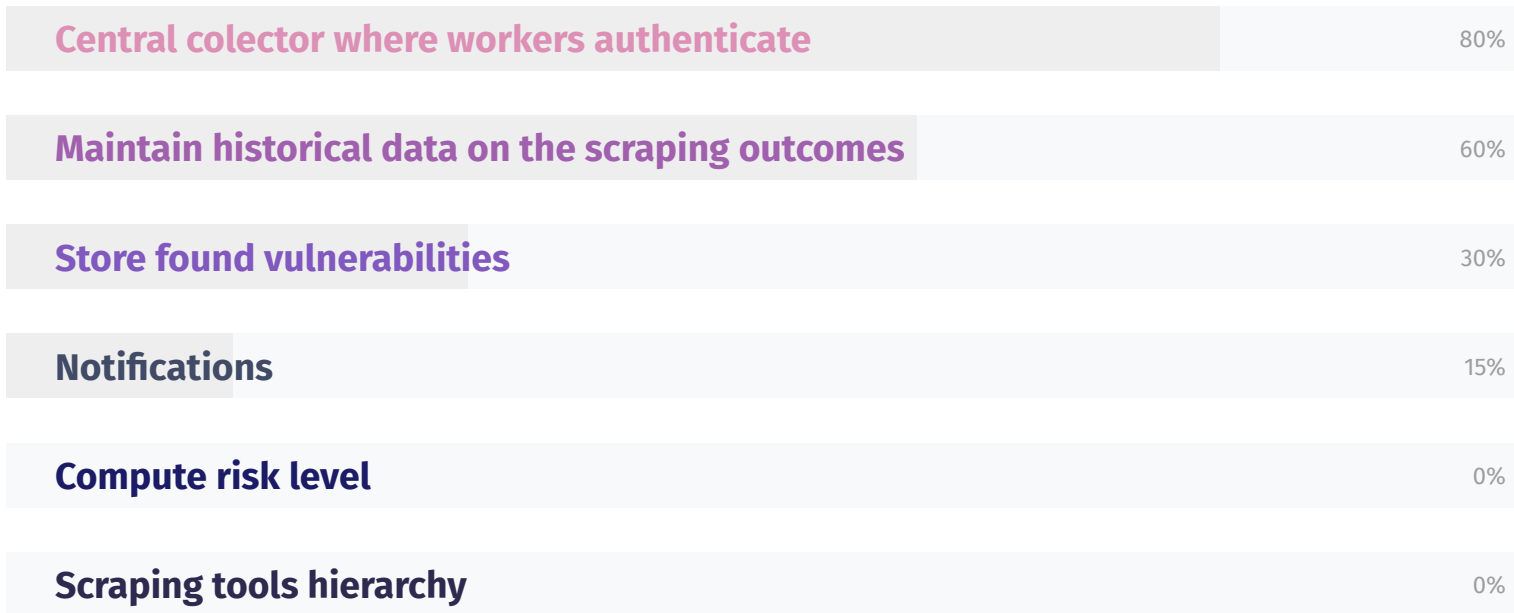 Central colector where workers authenticate 80%
Maintain historical data on the scraping outcomes 60%
Store found vulnerabilities 30%
Notifications 15%
Compute risk level 0%
Scraping tools hierarchy 0%